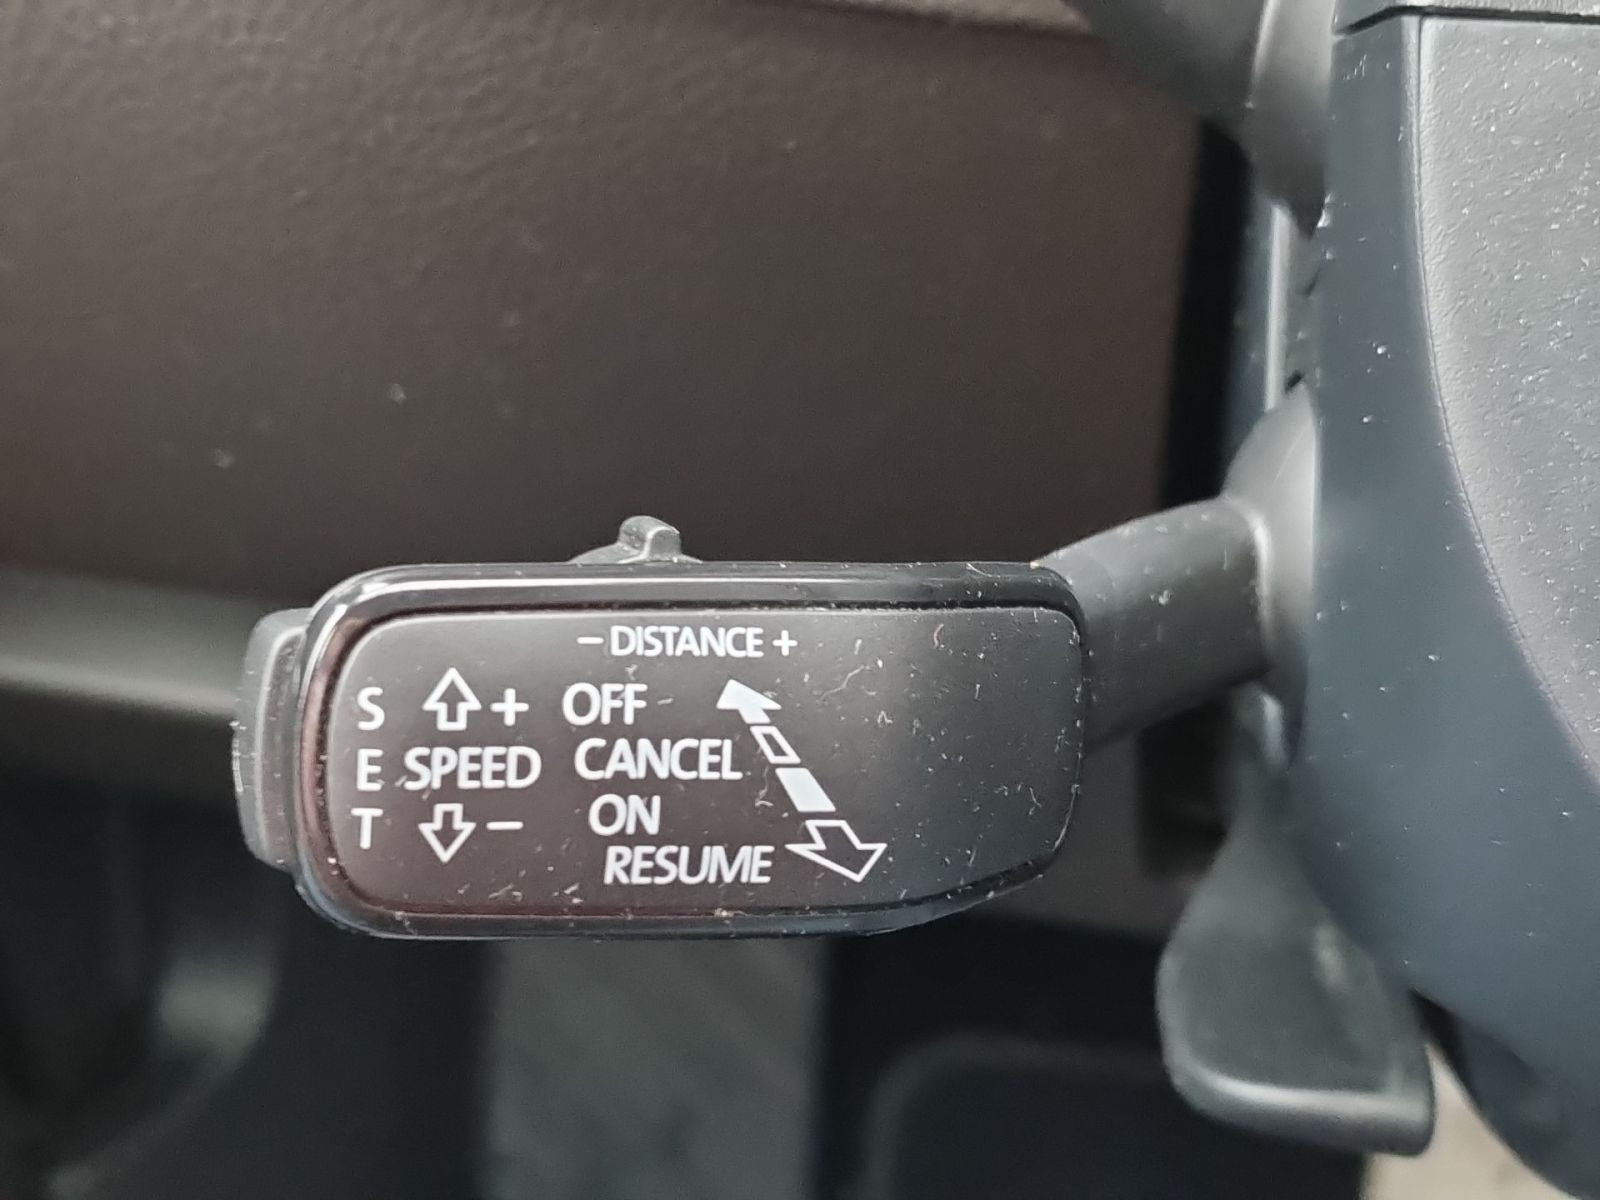 – DISTANCE +
S + OFF
E SPEED CANCEL
T – ON
RESUME